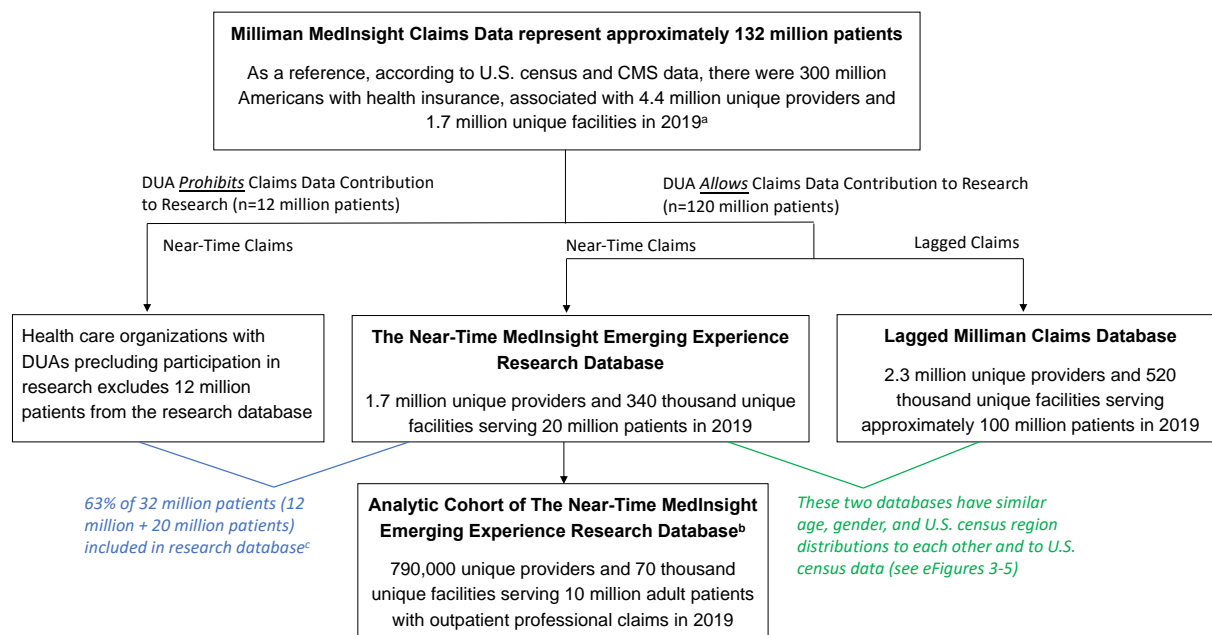 Milliman MedInsight Claims Data represent approximately 132 million patients
As a reference, according to U.S. census and CMS data, there were 300 million
Americans with health insurance, associated with 4.4 million unique providers and
1.7 million unique facilities in 2019ᵃ
DUA Prohibits Claims Data Contribution
to Research (n=12 million patients)
DUA Allows Claims Data Contribution to Research
(n=120 million patients)
Near-Time Claims
Near-Time Claims
Lagged Claims
Health care organizations with
DUAs precluding participation in
research excludes 12 million
patients from the research database
The Near-Time MedInsight Emerging Experience
Research Database
1.7 million unique providers and 340 thousand unique
facilities serving 20 million patients in 2019
Lagged Milliman Claims Database
2.3 million unique providers and 520
thousand unique facilities serving
approximately 100 million patients in 2019
63% of 32 million patients (12
million + 20 million patients)
included in research databaseᶜ
Analytic Cohort of The Near-Time MedInsight
Emerging Experience Research Databaseᵇ
790,000 unique providers and 70 thousand
unique facilities serving 10 million adult patients
with outpatient professional claims in 2019
These two databases have similar
age, gender, and U.S. census region
distributions to each other and to U.S.
census data (see eFigures 3-5)